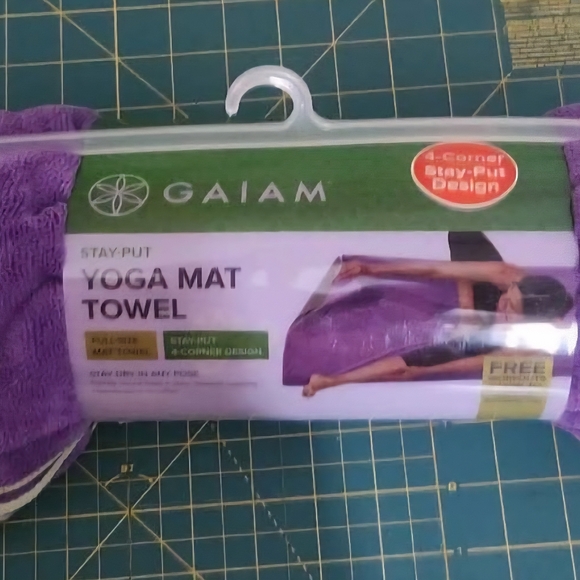 4-Corner
Stay-Put
Design
GAIAM
STAY-PUT
YOGA MAT
TOWEL
FULL-SIZE
MAT TOWEL
STAY-PUT
4-CORNER DESIGN
STAY DRY IN ANY POSE
FREE